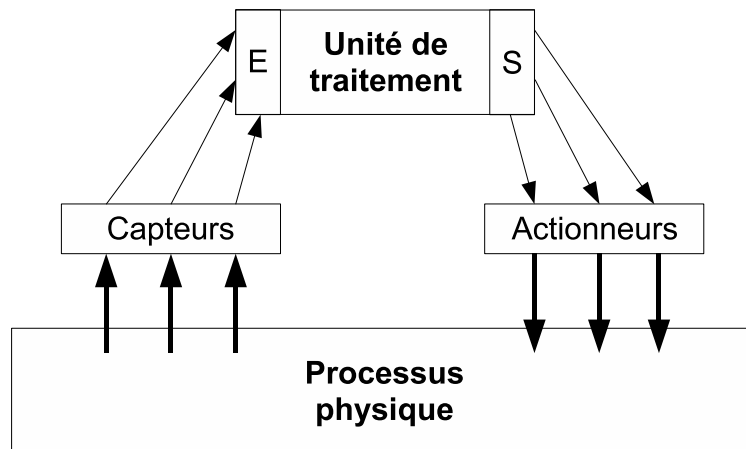 E
Unité de
traitement
S
Capteurs
Actionneurs
Processus
physique